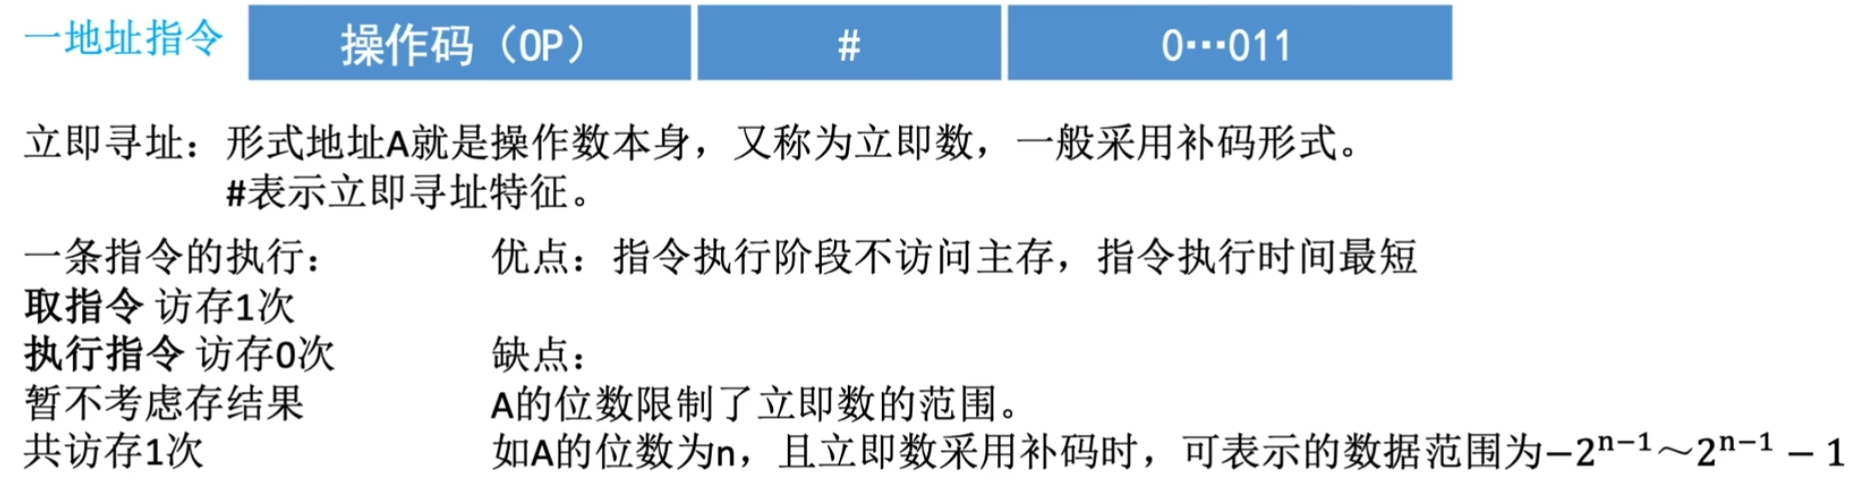 一地址指令 操作码（OP） # 0···011
立即寻址：形式地址A就是操作数本身，又称为立即数，一般采用补码形式。
#表示立即寻址特征。
一条指令的执行：
取指令 访存1次
执行指令 访存0次
暂不考虑存结果
共访存1次
优点：指令执行阶段不访问主存，指令执行时间最短
缺点：
A的位数限制了立即数的范围。
如A的位数为n，且立即数采用补码时，可表示的数据范围为−2ⁿ⁻¹～2ⁿ⁻¹ − 1